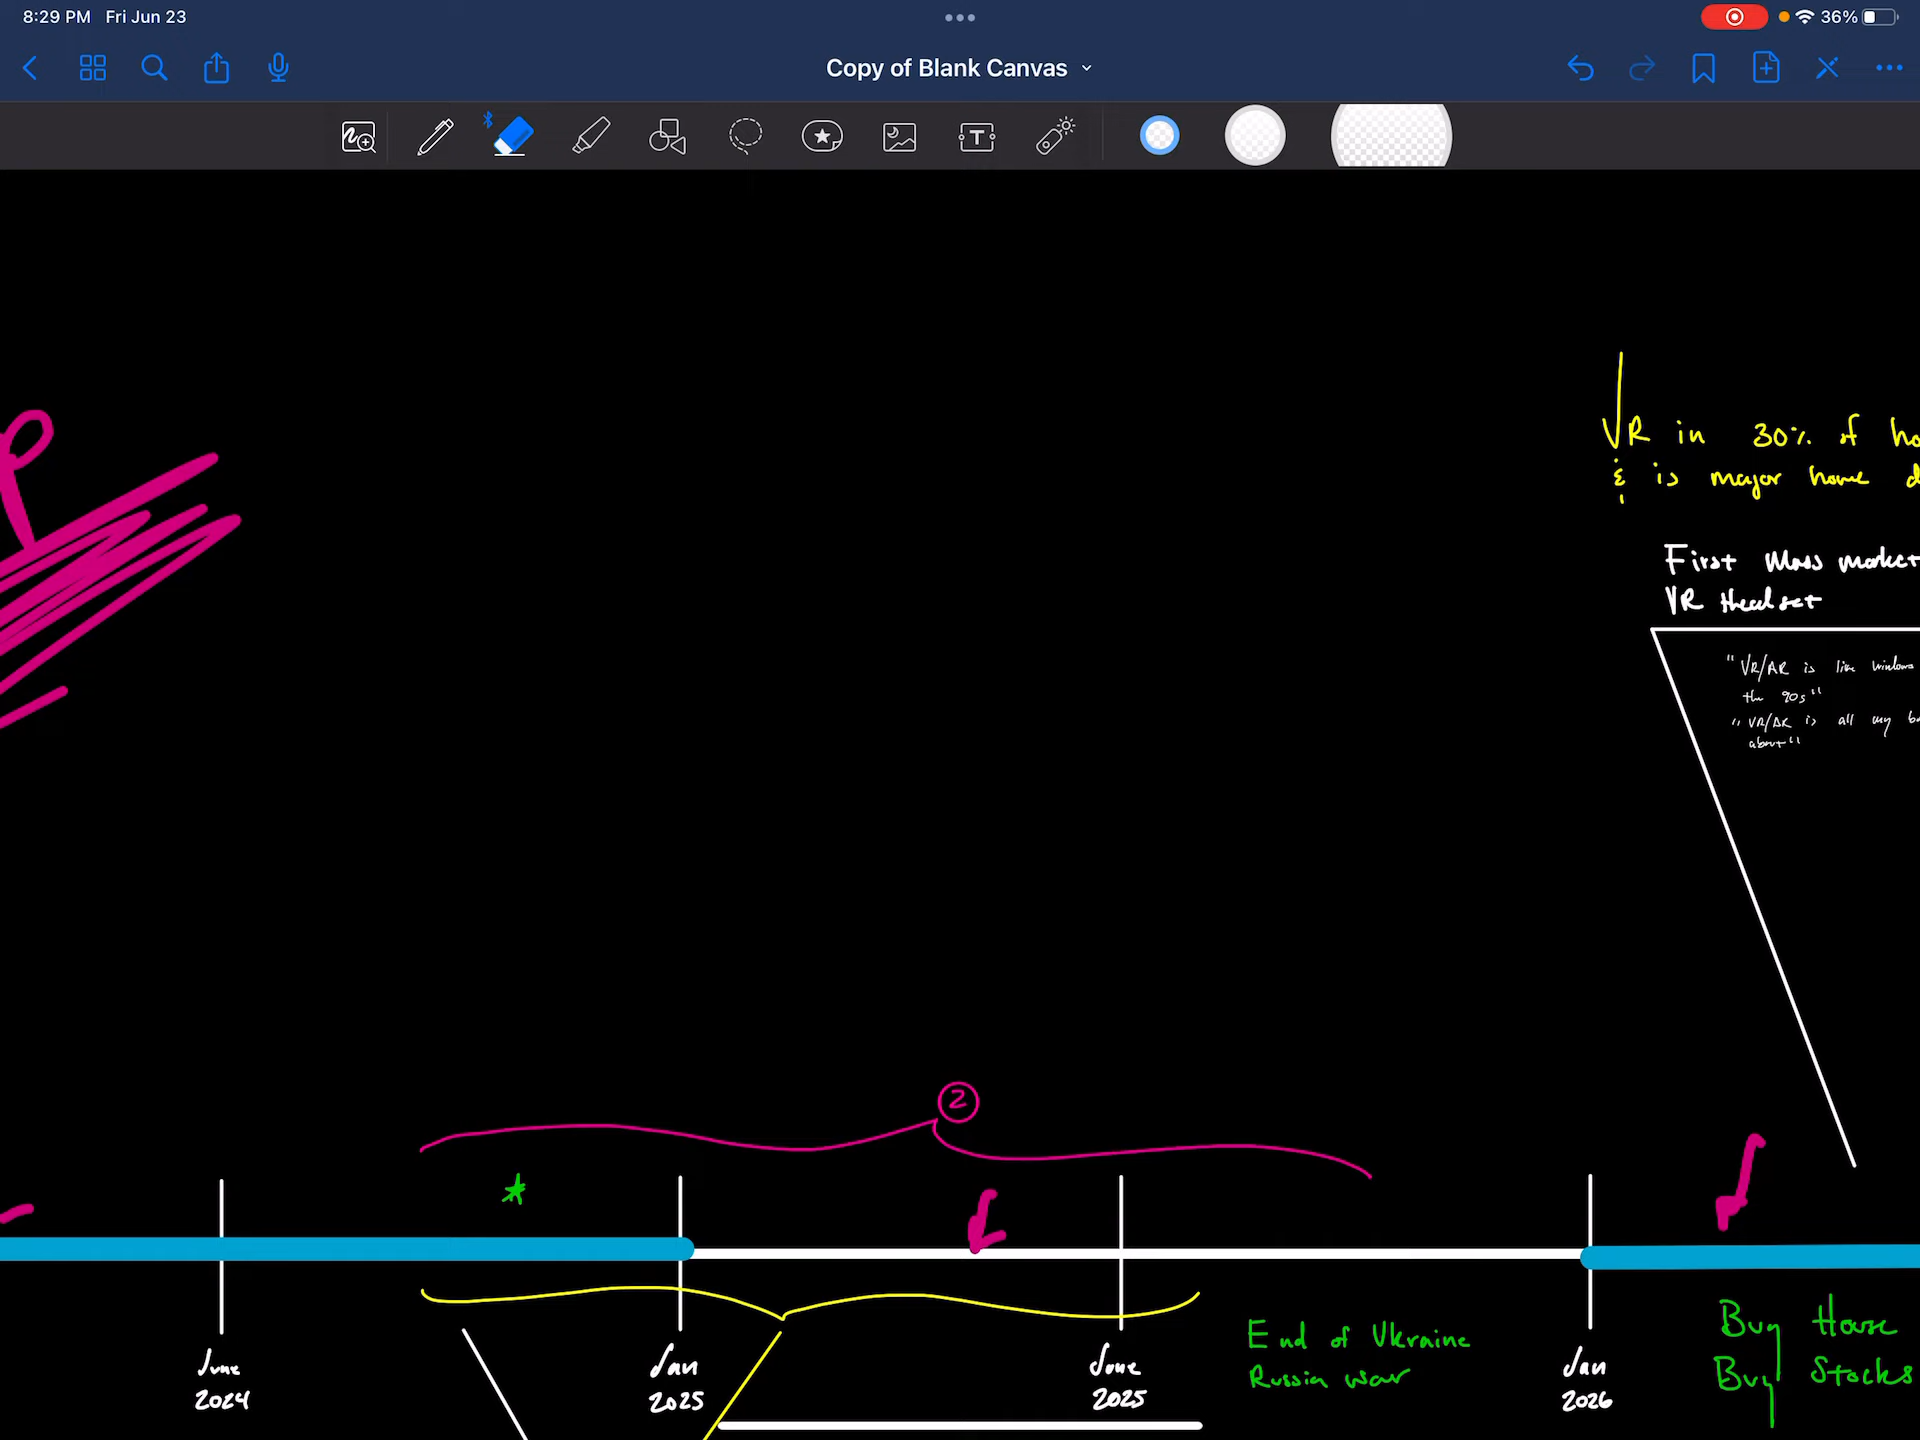 8:29 PM Fri Jun 23
36%
Copy of Blank Canvas
T
VR in 30% of ho
& is major home d
First Mass market
VR Headset
"VR/AR is like windows
the 90s"
"VR/AR is all my
about"
2
June
2024
Jan
2025
June
2025
End of Ukraine
Russia war
Jan
2026
Buy House
Buy Stocks